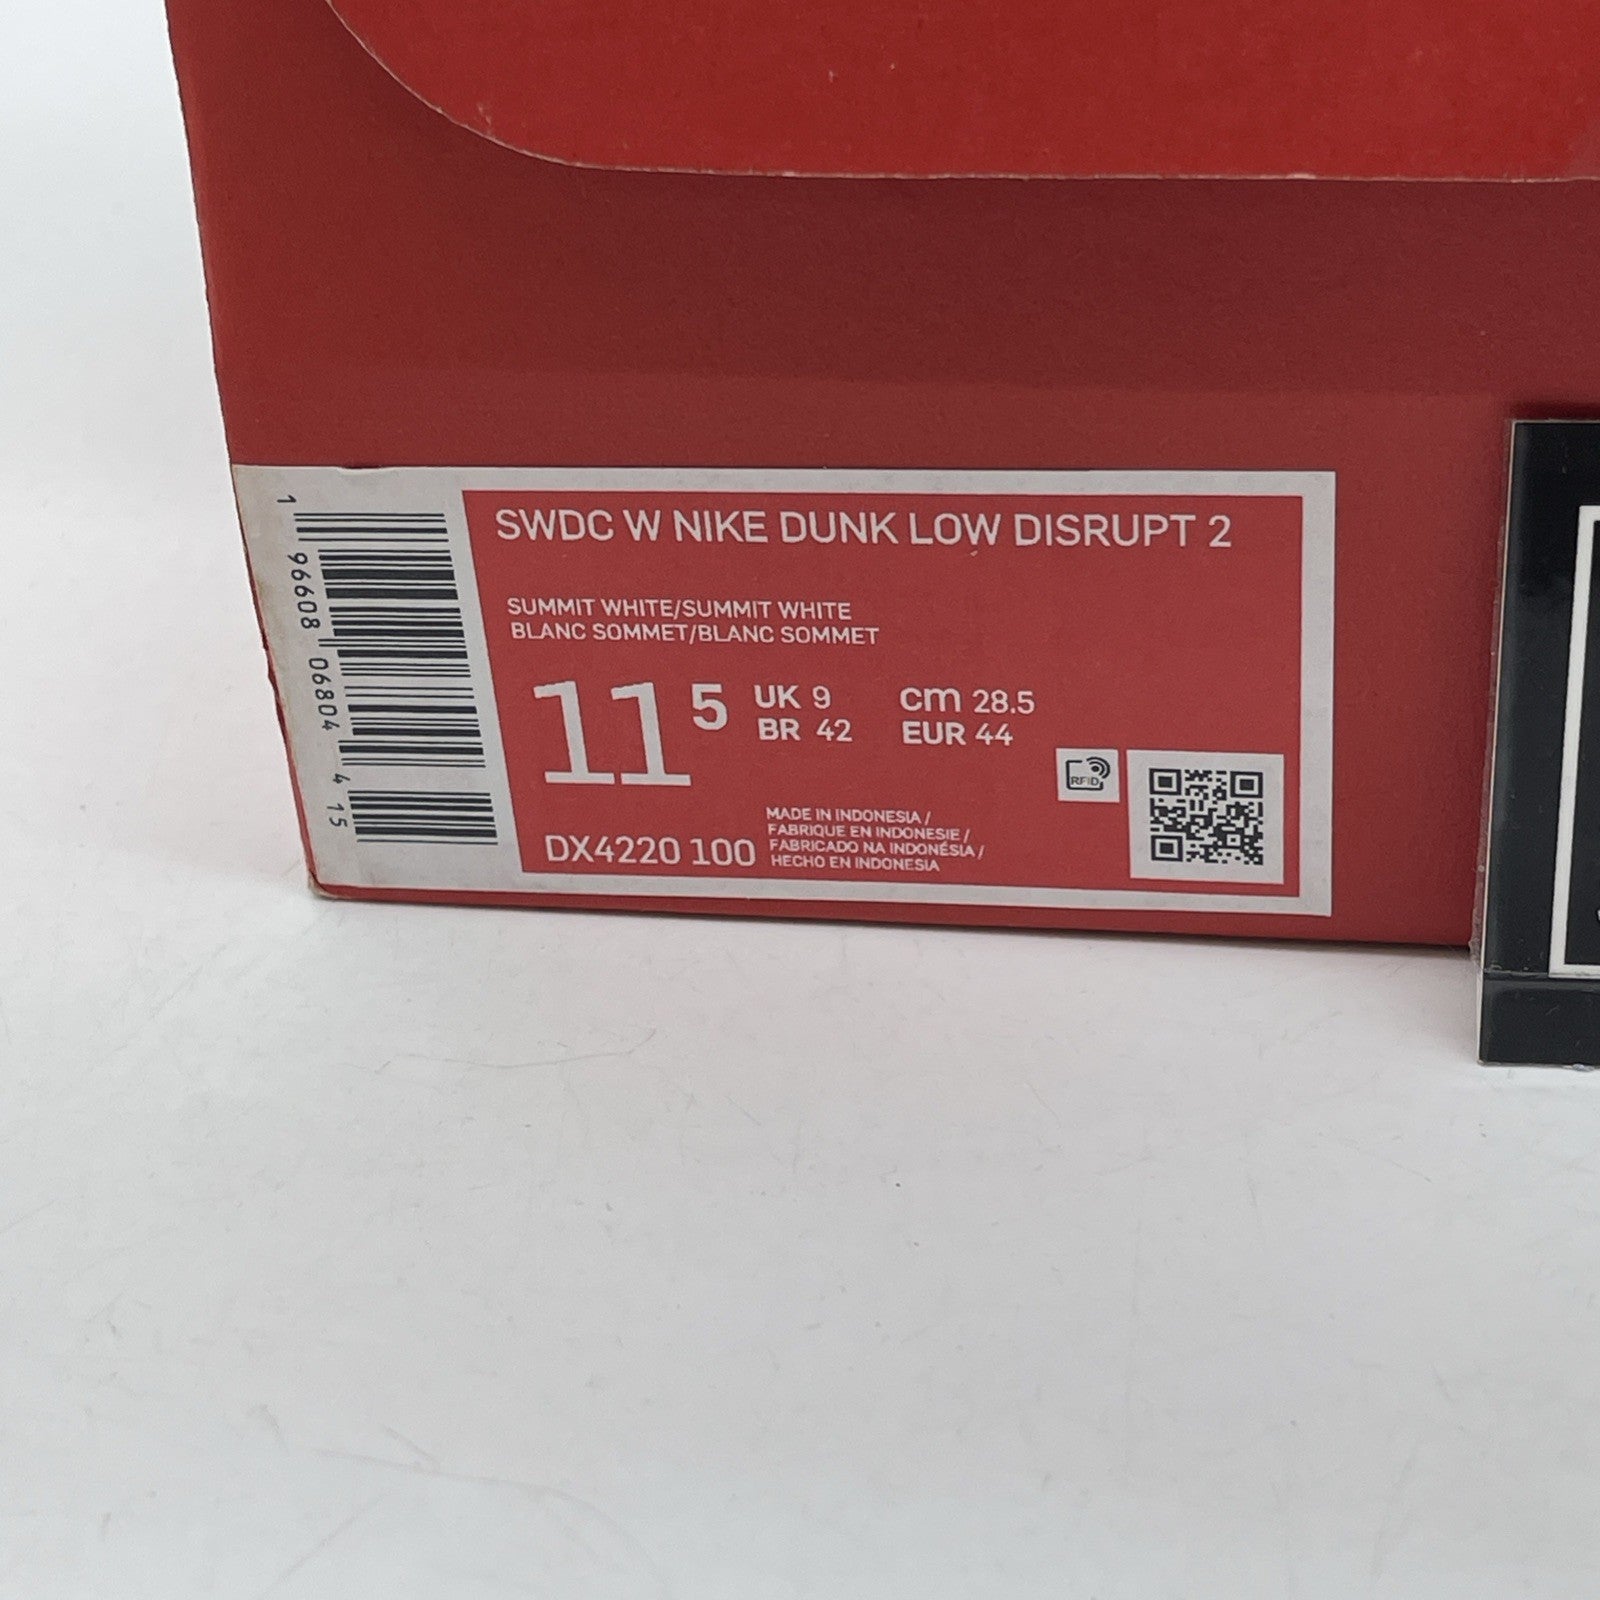 SWDC W NIKE DUNK LOW DISRUPT 2
SUMMIT WHITE/SUMMIT WHITE
BLANC SOMMET/BLANC SOMMET
11 5
UK 9 cm 28.5
BR 42 EUR 44
RFID
DX4220 100
MADE IN INDONESIA /
FABRIQUE EN INDONESIE /
FABRICADO NA INDONÉSIA /
HECHO EN INDONESIA
1 96608 06804 4 15